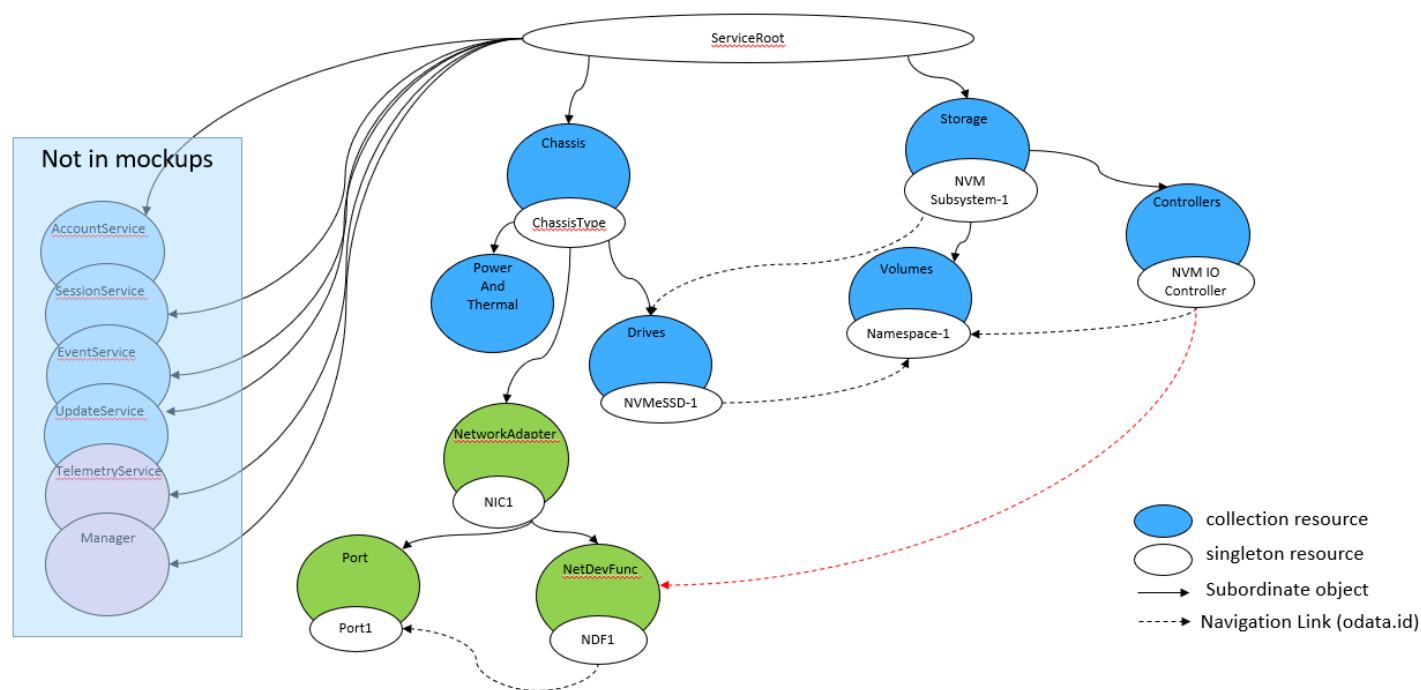 ServiceRoot
Not in mockups
AccountService
SessionService
EventService
UpdateService
TelemetryService
Manager
Chassis
ChassisType
Power
And
Thermal
Drives
NVMeSSD-1
NetworkAdapter
NIC1
Port
Port1
NetDevFunc
NDF1
Storage
NVM
Subsystem-1
Volumes
Namespace-1
Controllers
NVM IO
Controller
collection resource
singleton resource
Subordinate object
Navigation Link (odata.id)